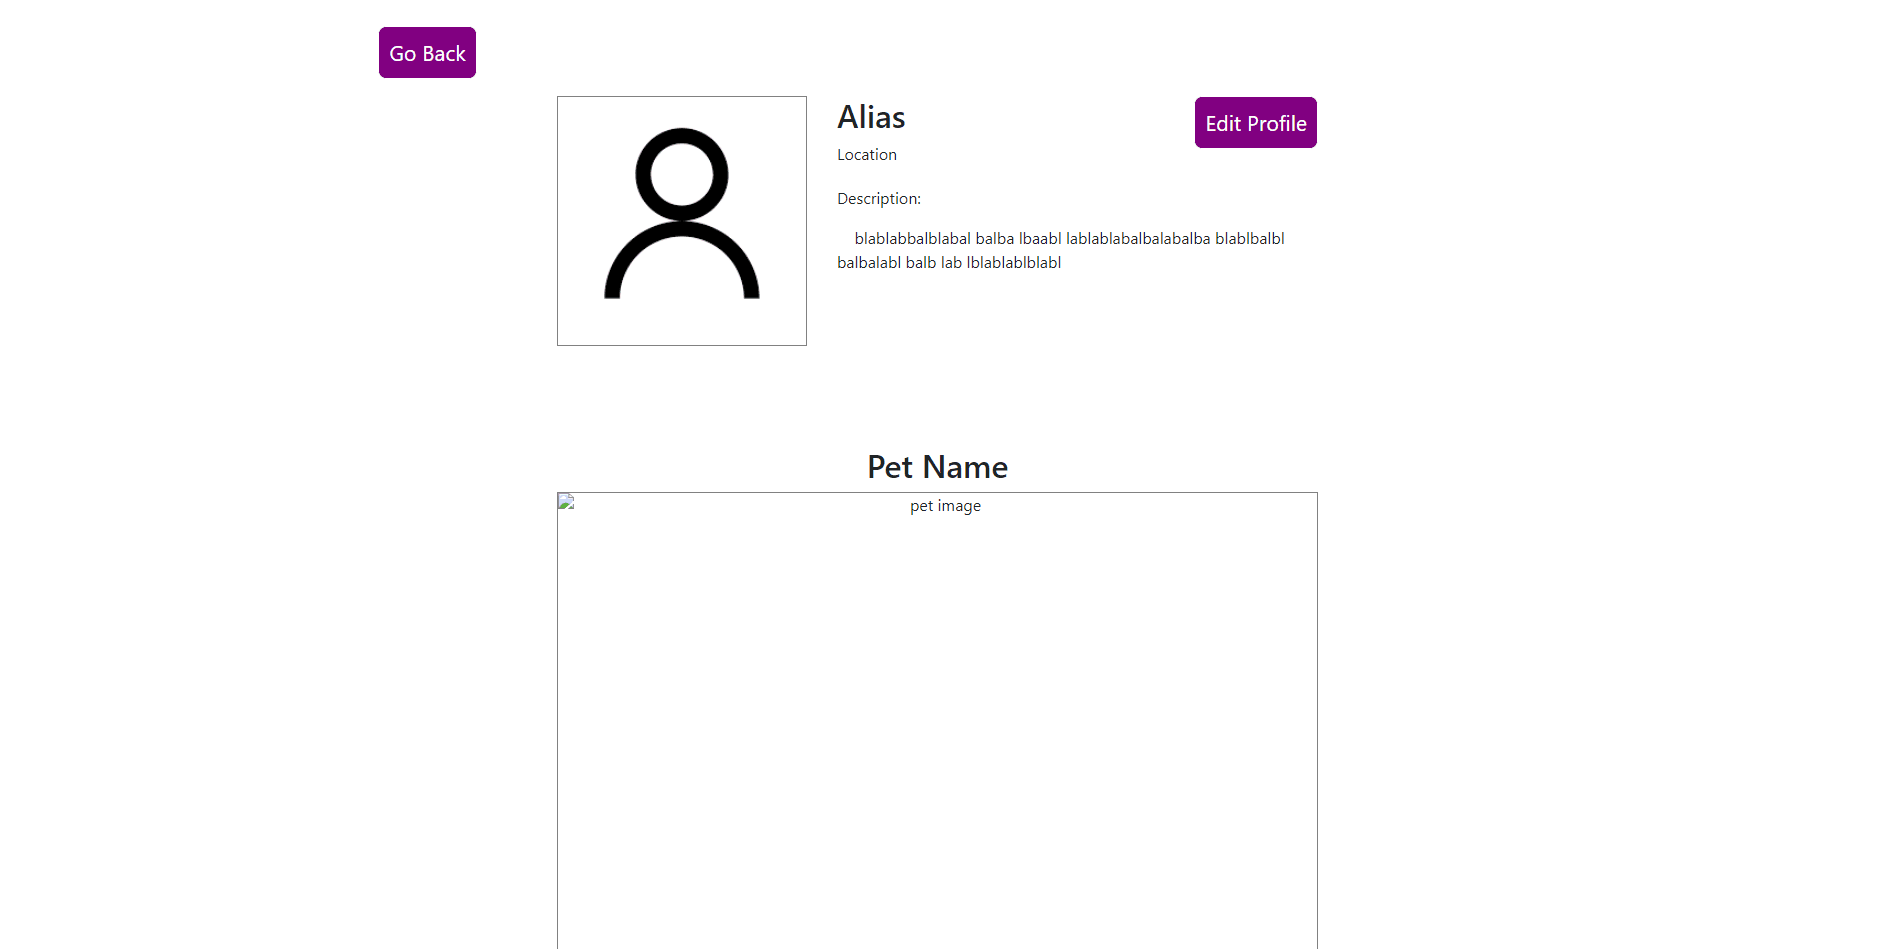 Go Back
Alias
Edit Profile
Location
Description:
blablabbalblabal balba lbaabl lablablabalbalabalba blablbalbl
balbalabl balb lab lblablablblabl
Pet Name
pet image